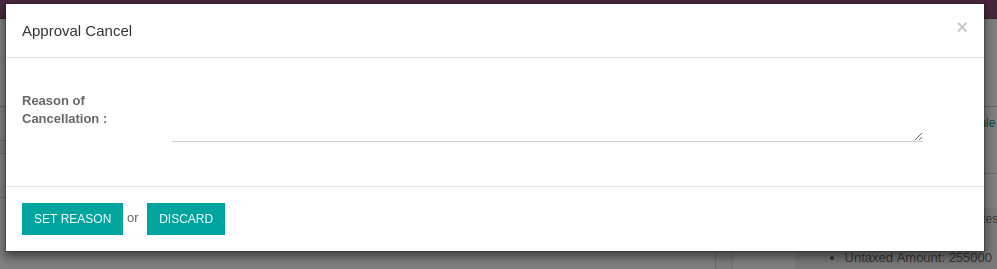 Approval Cancel ×
Reason of
Cancellation :
SET REASON or DISCARD
Untaxed Amount: 255000